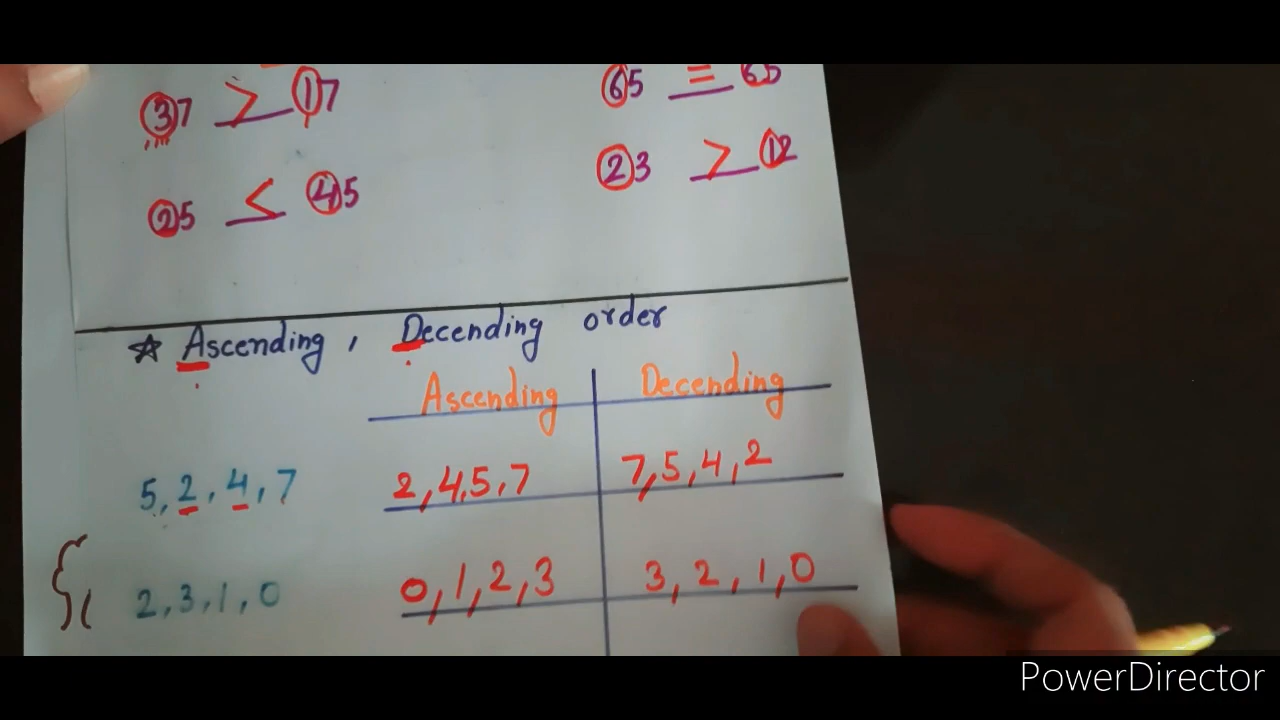 37 > 17
65 = 65
25 < 45
23 > 12
☆ Ascending, Decending order
Ascending Decending
5, 2, 4, 7 2, 4, 5, 7 7, 5, 4, 2
2, 3, 1, 0 0, 1, 2, 3 3, 2, 1, 0
PowerDirector